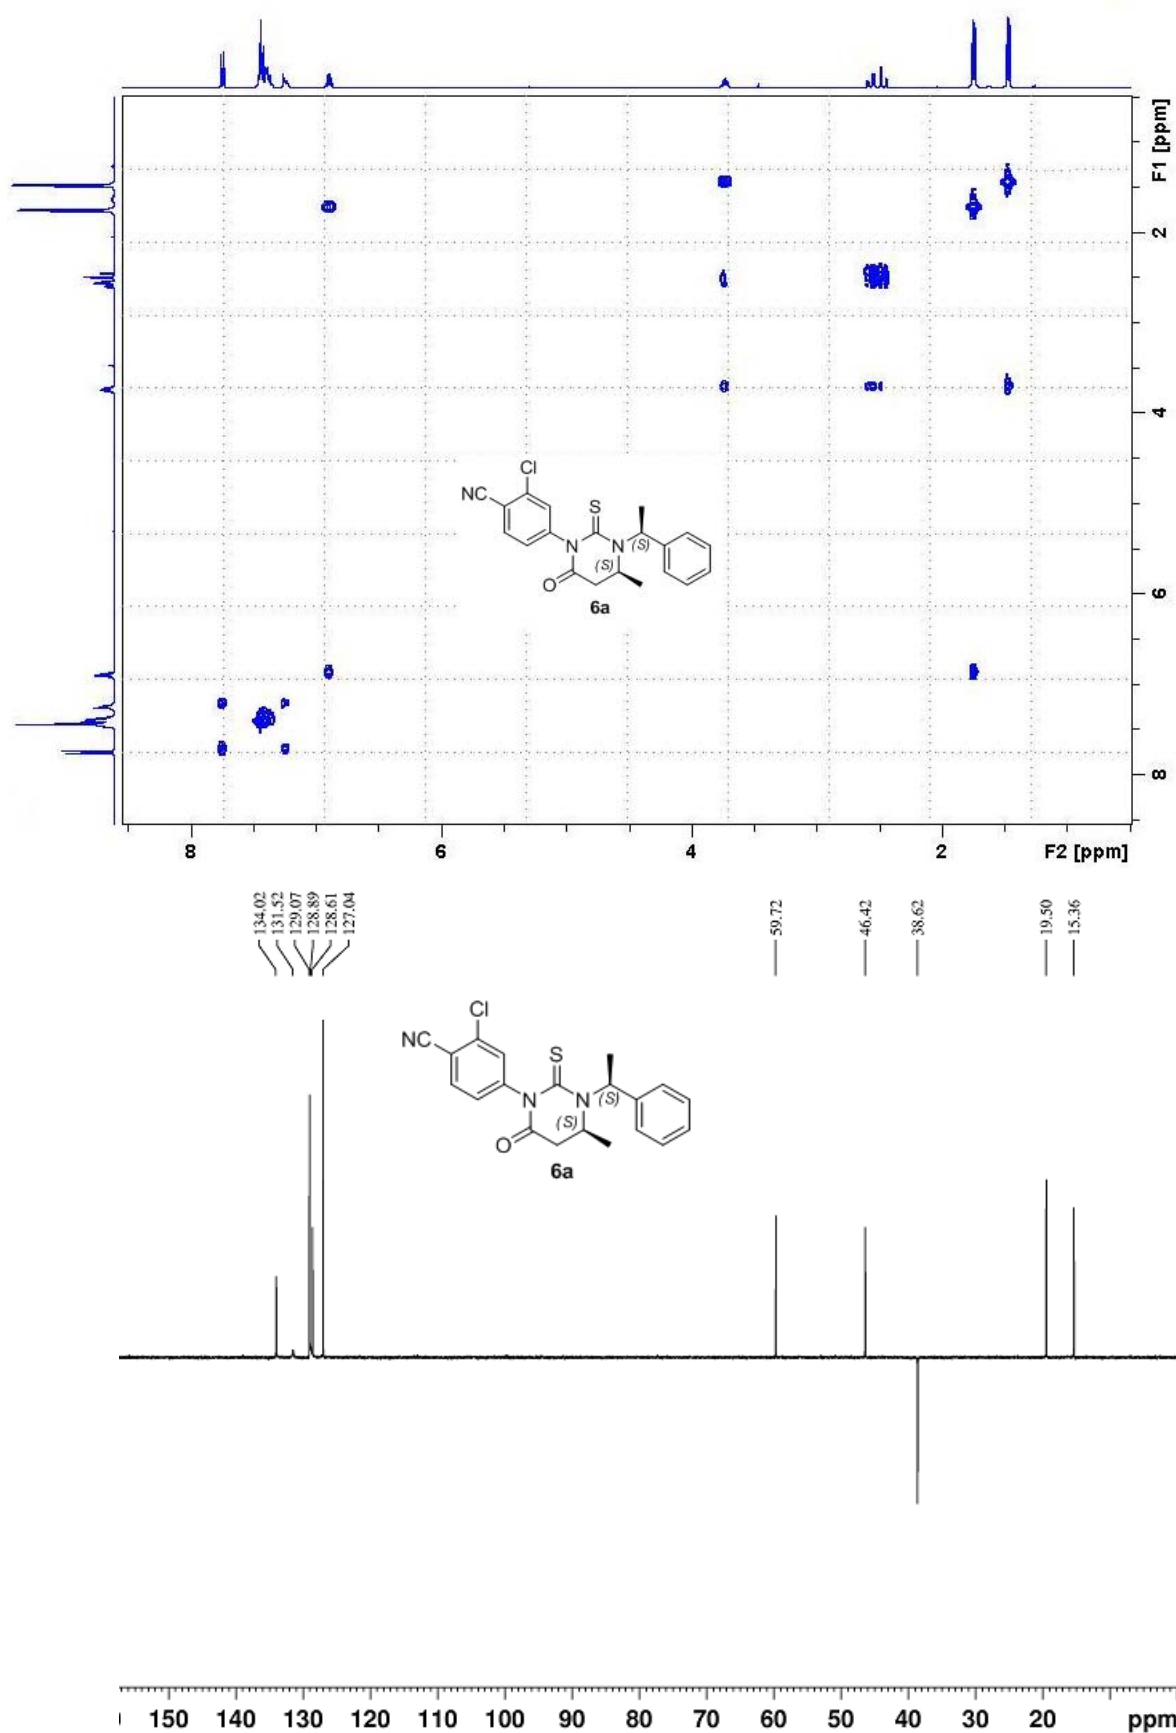 F1 [ppm]
2
4
6
8
Cl
NC
S
N
N
(S)
(S)
O
6a
8
6
4
2
F2 [ppm]
134.02
131.52
129.07
128.89
128.61
127.04
59.72
46.42
38.62
19.50
15.36
Cl
NC
S
N
N
(S)
(S)
O
6a
150 140 130 120 110 100 90 80 70 60 50 40 30 20 ppm